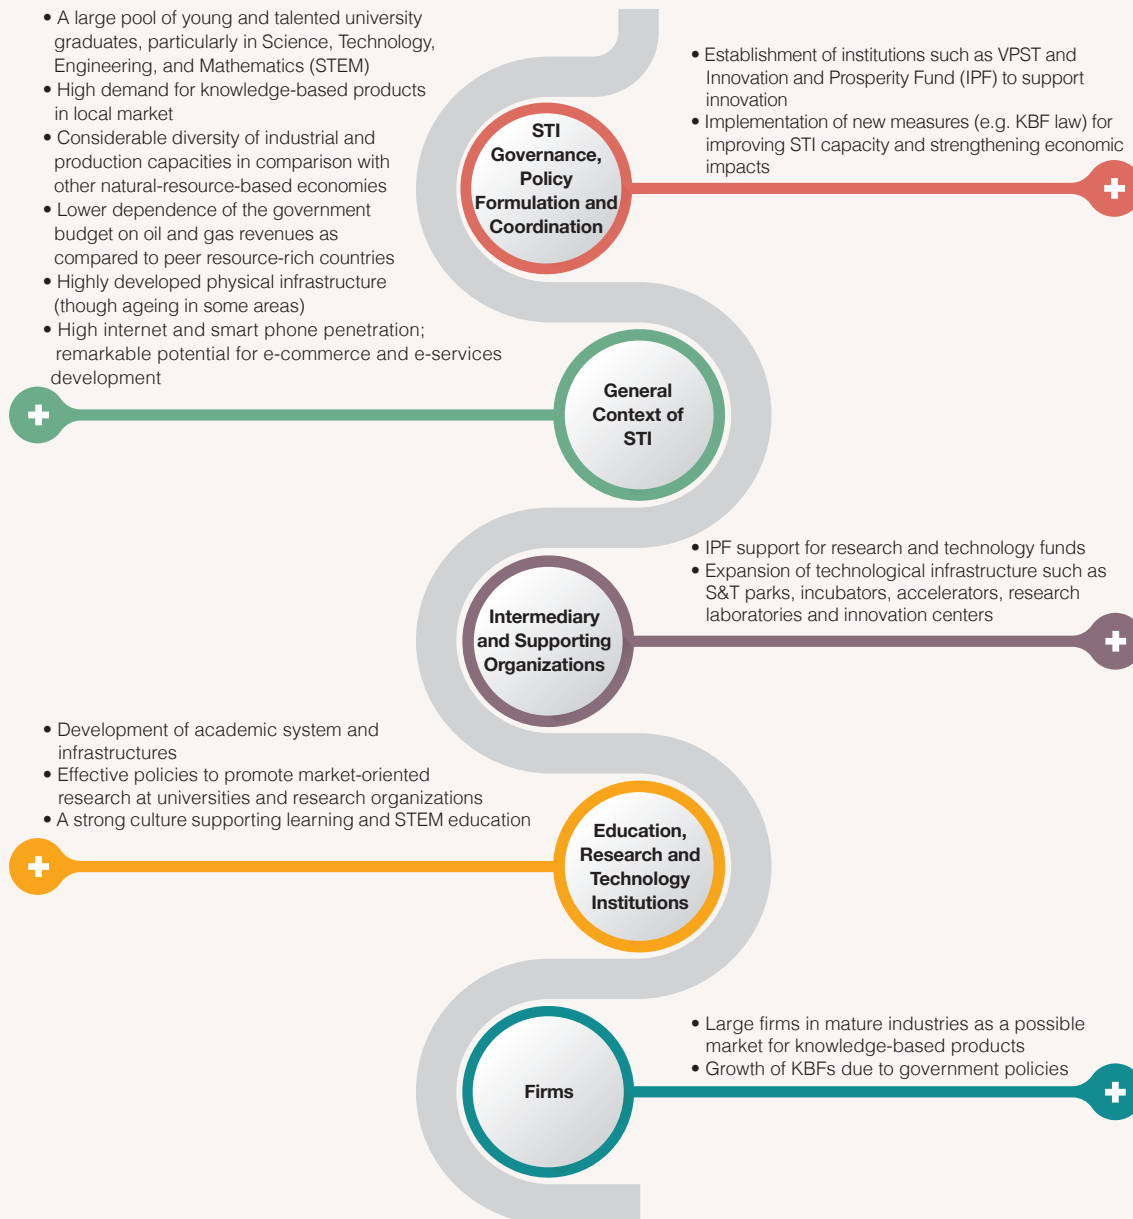 • A large pool of young and talented university
graduates, particularly in Science, Technology,
Engineering, and Mathematics (STEM)
• High demand for knowledge-based products
in local market
• Considerable diversity of industrial and
production capacities in comparison with
other natural-resource-based economies
• Lower dependence of the government
budget on oil and gas revenues as
compared to peer resource-rich countries
• Highly developed physical infrastructure
(though ageing in some areas)
• High internet and smart phone penetration;
remarkable potential for e-commerce and e-services
development
STI
Governance,
Policy
Formulation and
Coordination
• Establishment of institutions such as VPST and
Innovation and Prosperity Fund (IPF) to support
innovation
• Implementation of new measures (e.g. KBF law) for
improving STI capacity and strengthening economic
impacts
General
Context of
STI
Intermediary
and Supporting
Organizations
• IPF support for research and technology funds
• Expansion of technological infrastructure such as
S&T parks, incubators, accelerators, research
laboratories and innovation centers
• Development of academic system and
infrastructures
• Effective policies to promote market-oriented
research at universities and research organizations
• A strong culture supporting learning and STEM education
Education,
Research and
Technology
Institutions
Firms
• Large firms in mature industries as a possible
market for knowledge-based products
• Growth of KBFs due to government policies